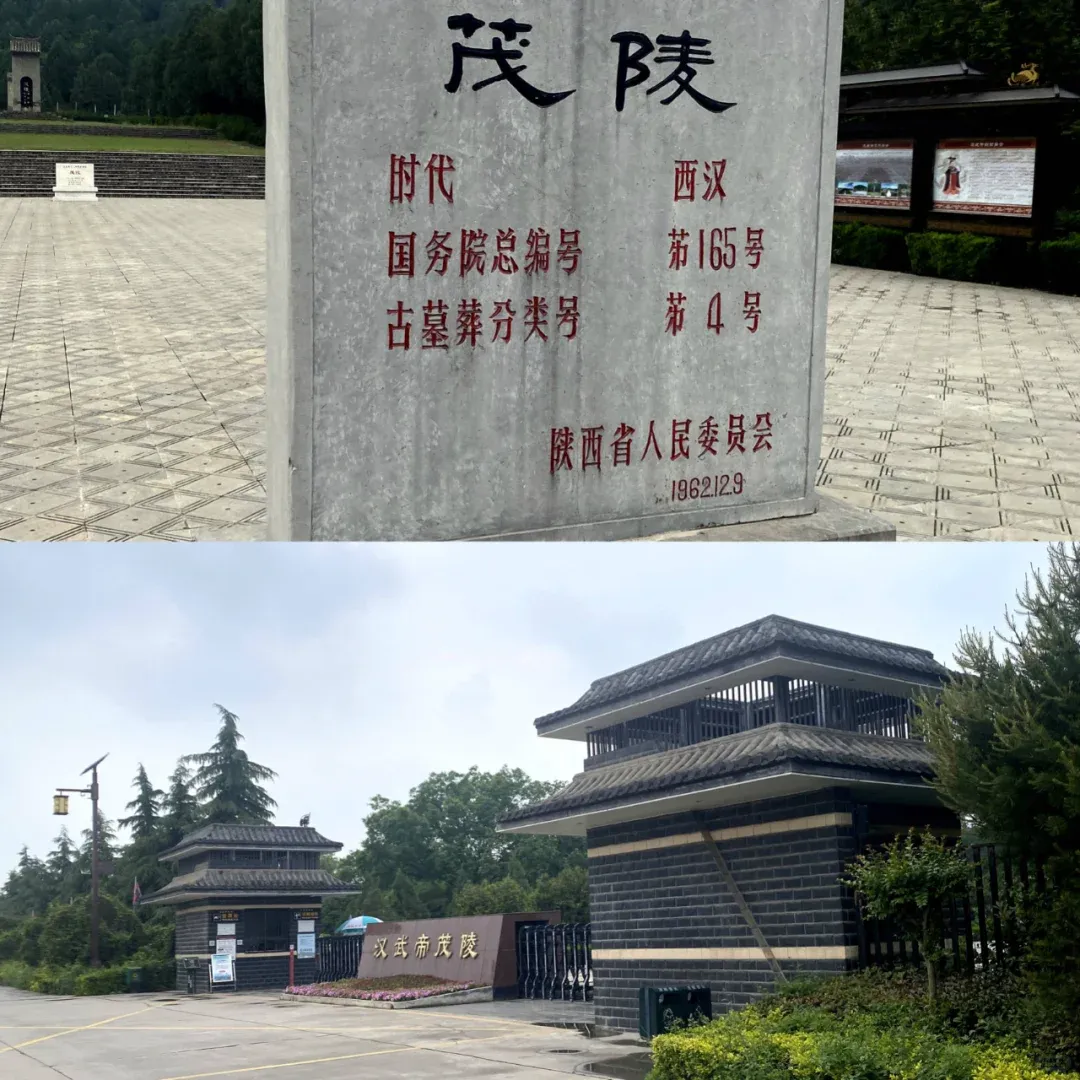 茂陵
时代 西汉
国务院总编号 第165号
古墓葬分类号 第4号
陕西省人民委员会
1962.12.9
汉武帝茂陵